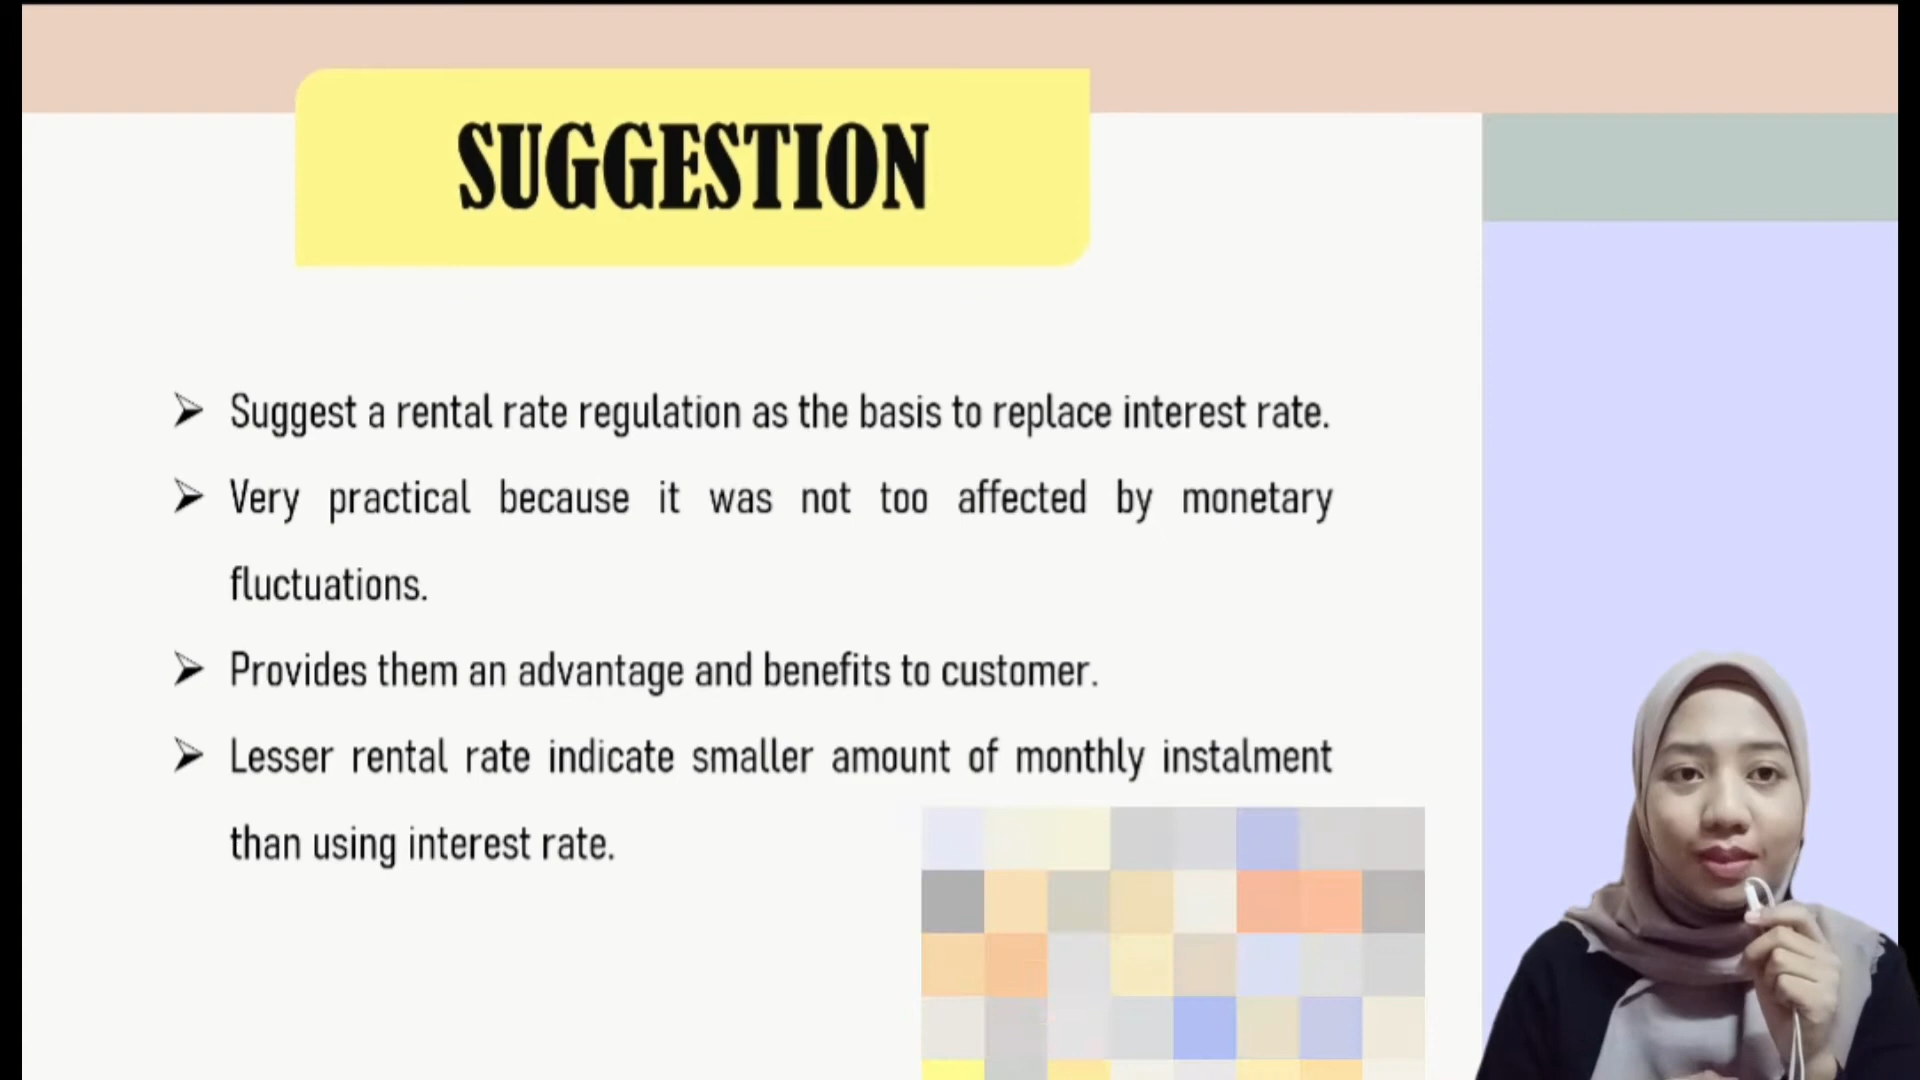 SUGGESTION
Suggest a rental rate regulation as the basis to replace interest rate.
Very practical because it was not too affected by monetary
fluctuations.
Provides them an advantage and benefits to customer.
Lesser rental rate indicate smaller amount of monthly instalment
than using interest rate.